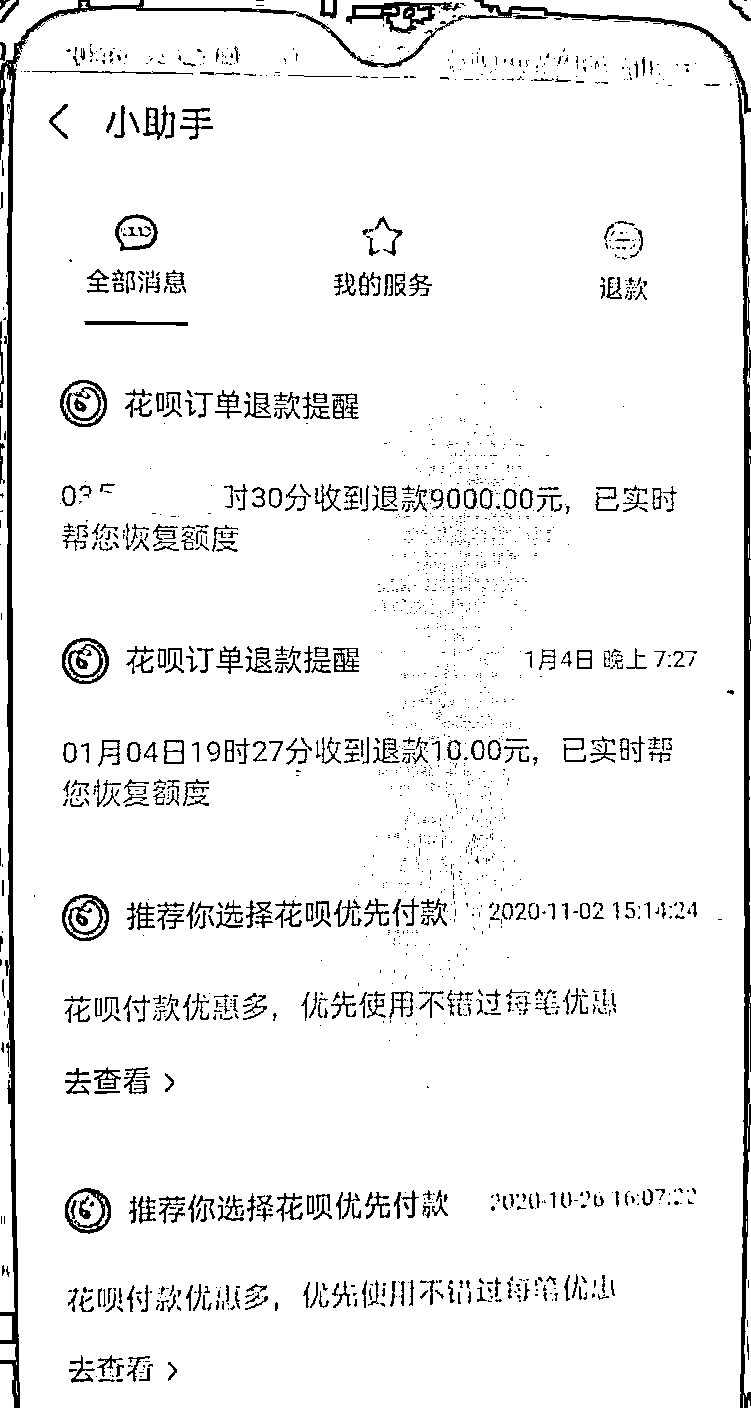 小助手
全部消息
我的服务
退款
花呗订单退款提醒
时30分收到退款9000.00元，已实时
帮您恢复额度
花呗订单退款提醒
1月4日 晚上 7:27
01月04日19时27分收到退款10.00元，已实时帮
您恢复额度
推荐你选择花呗优先付款
2020-11-02 15:14:24
花呗付款优惠多，优先使用不错过每笔优惠
去查看 >
推荐你选择花呗优先付款
2020-10-26 16:07:22
花呗付款优惠多，优先使用不错过每笔优惠
去查看 >